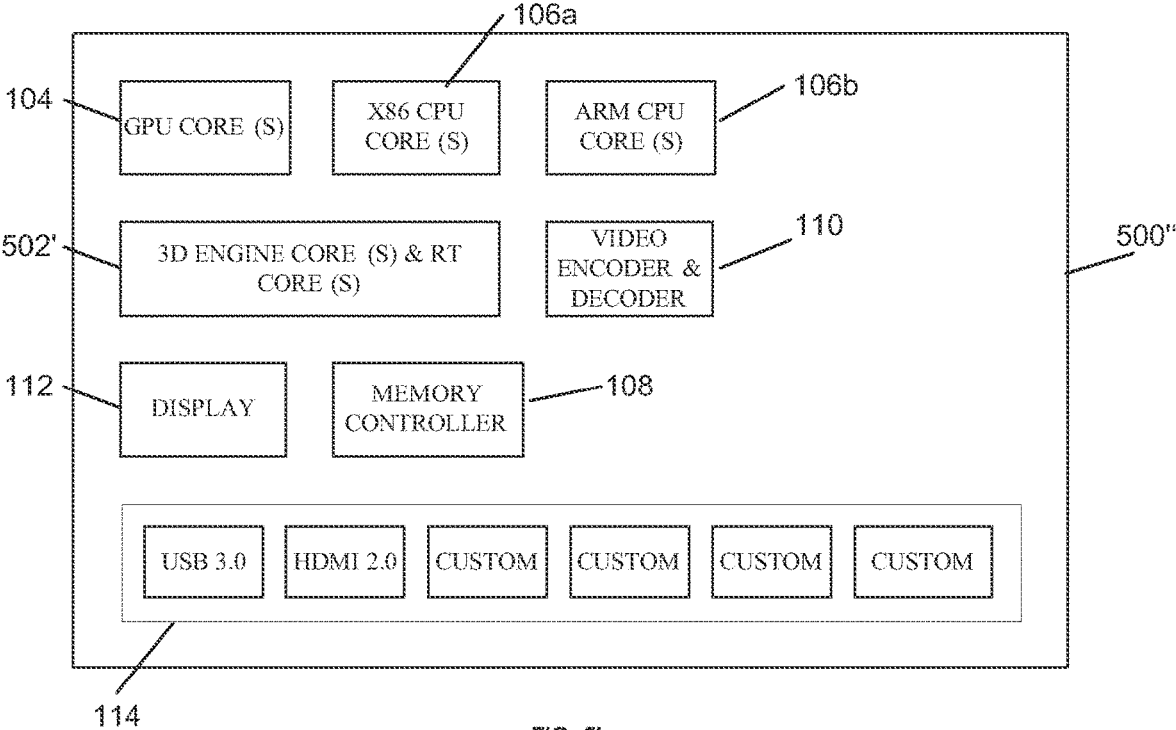 106a
104
GPU CORE (S)
X86 CPU
CORE (S)
ARM CPU
CORE (S)
106b
502'
3D ENGINE CORE (S) & RT
CORE (S)
VIDEO
ENCODER &
DECODER
110
500"
112
DISPLAY
MEMORY
CONTROLLER
108
USB 3.0
HDMI 2.0
CUSTOM
CUSTOM
CUSTOM
CUSTOM
114